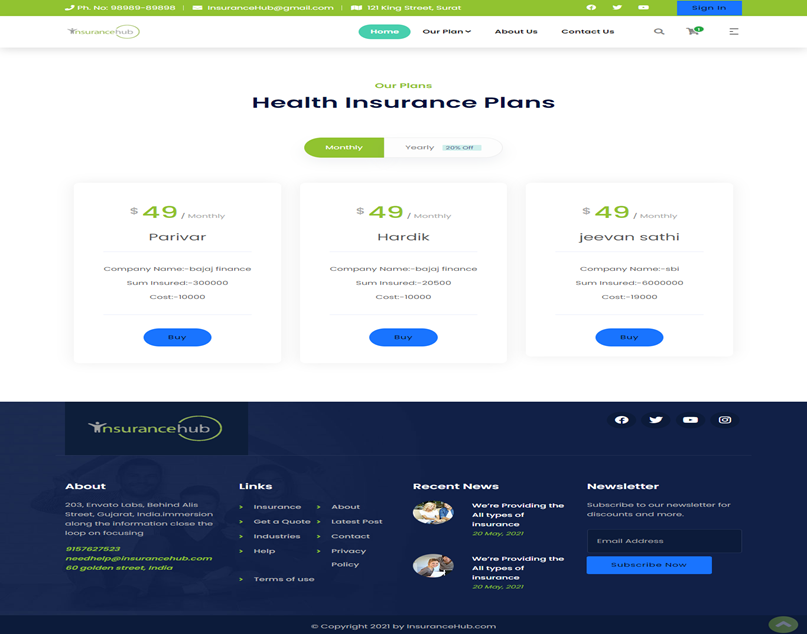 Ph. No: 98989-89898 | InsuranceHub@gmail.com | 121 King Street, Surat
Sign In
insurancehub
Home Our Plan About Us Contact Us
1
Our Plans
Health Insurance Plans
Monthly Yearly 20% Off
$ 49 / Monthly
Parivar
Company Name:-bajaj finance
Sum Insured:-300000
Cost:-10000
Buy
$ 49 / Monthly
Hardik
Company Name:-bajaj finance
Sum Insured:-20500
Cost:-10000
Buy
$ 49 / Monthly
jeevan sathi
Company Name:-sbi
Sum Insured:-6000000
Cost:-19000
Buy
insurancehub
About
203, Envato Labs, Behind Alis
Street, Gujarat, India.immersion
along the information close the
loop on focusing
9157627523
needhelp@insurancehub.com
60 golden street, India
Links
> Insurance
> Get a Quote
> Industries
> Help
> Terms of use
> About
> Latest Post
> Contact
> Privacy
Policy
Recent News
We're Providing the
All types of
insurance
20 May, 2021
We're Providing the
All types of
insurance
20 May, 2021
Newsletter
Subscribe to our newsletter for
discounts and more.
Email Address
Subscribe Now
© Copyright 2021 by InsuranceHub.com